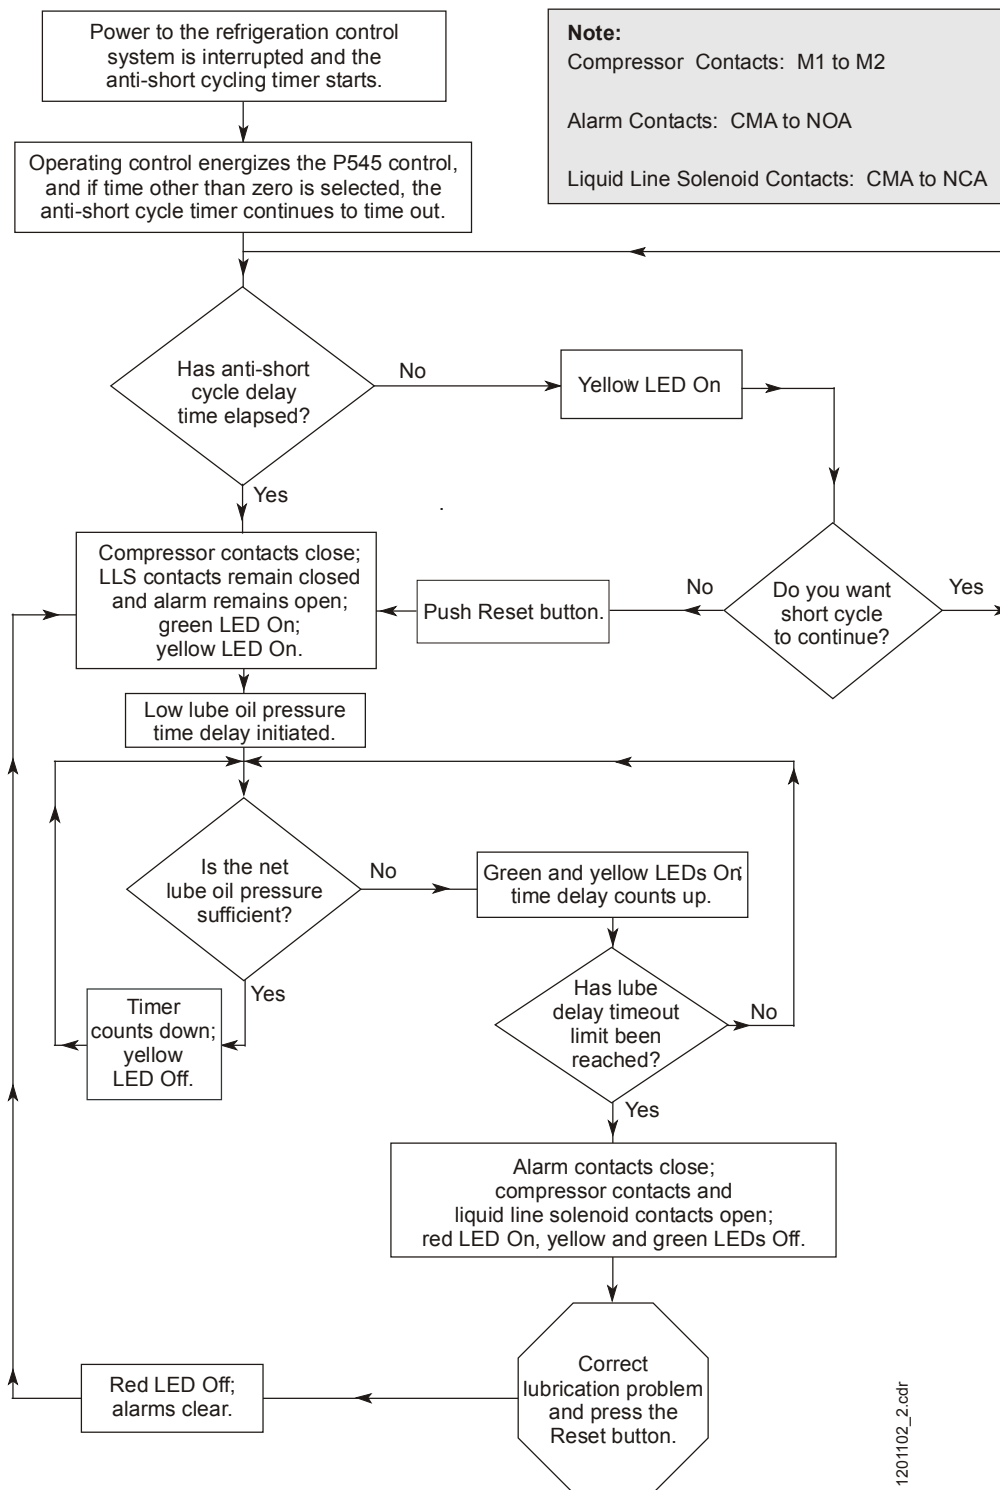 Power to the refrigeration control
system is interrupted and the
anti-short cycling timer starts.
Note:
Compressor Contacts: M1 to M2
Alarm Contacts: CMA to NOA
Liquid Line Solenoid Contacts: CMA to NCA
Operating control energizes the P545 control,
and if time other than zero is selected, the
anti-short cycle timer continues to time out.
Has anti-short
cycle delay
time elapsed?
No
Yellow LED On
Yes
Compressor contacts close;
LLS contacts remain closed
and alarm remains open;
green LED On;
yellow LED On.
Push Reset button.
No
Do you want
short cycle
to continue?
Yes
Low lube oil pressure
time delay initiated.
Is the net
lube oil pressure
sufficient?
No
Green and yellow LEDs On;
time delay counts up.
Yes
Timer
counts down;
yellow
LED Off.
Has lube
delay timeout
limit been
reached?
No
Yes
Alarm contacts close;
compressor contacts and
liquid line solenoid contacts open;
red LED On, yellow and green LEDs Off.
Correct
lubrication problem
and press the
Reset button.
Red LED Off;
alarms clear.
1201102_2.cdr